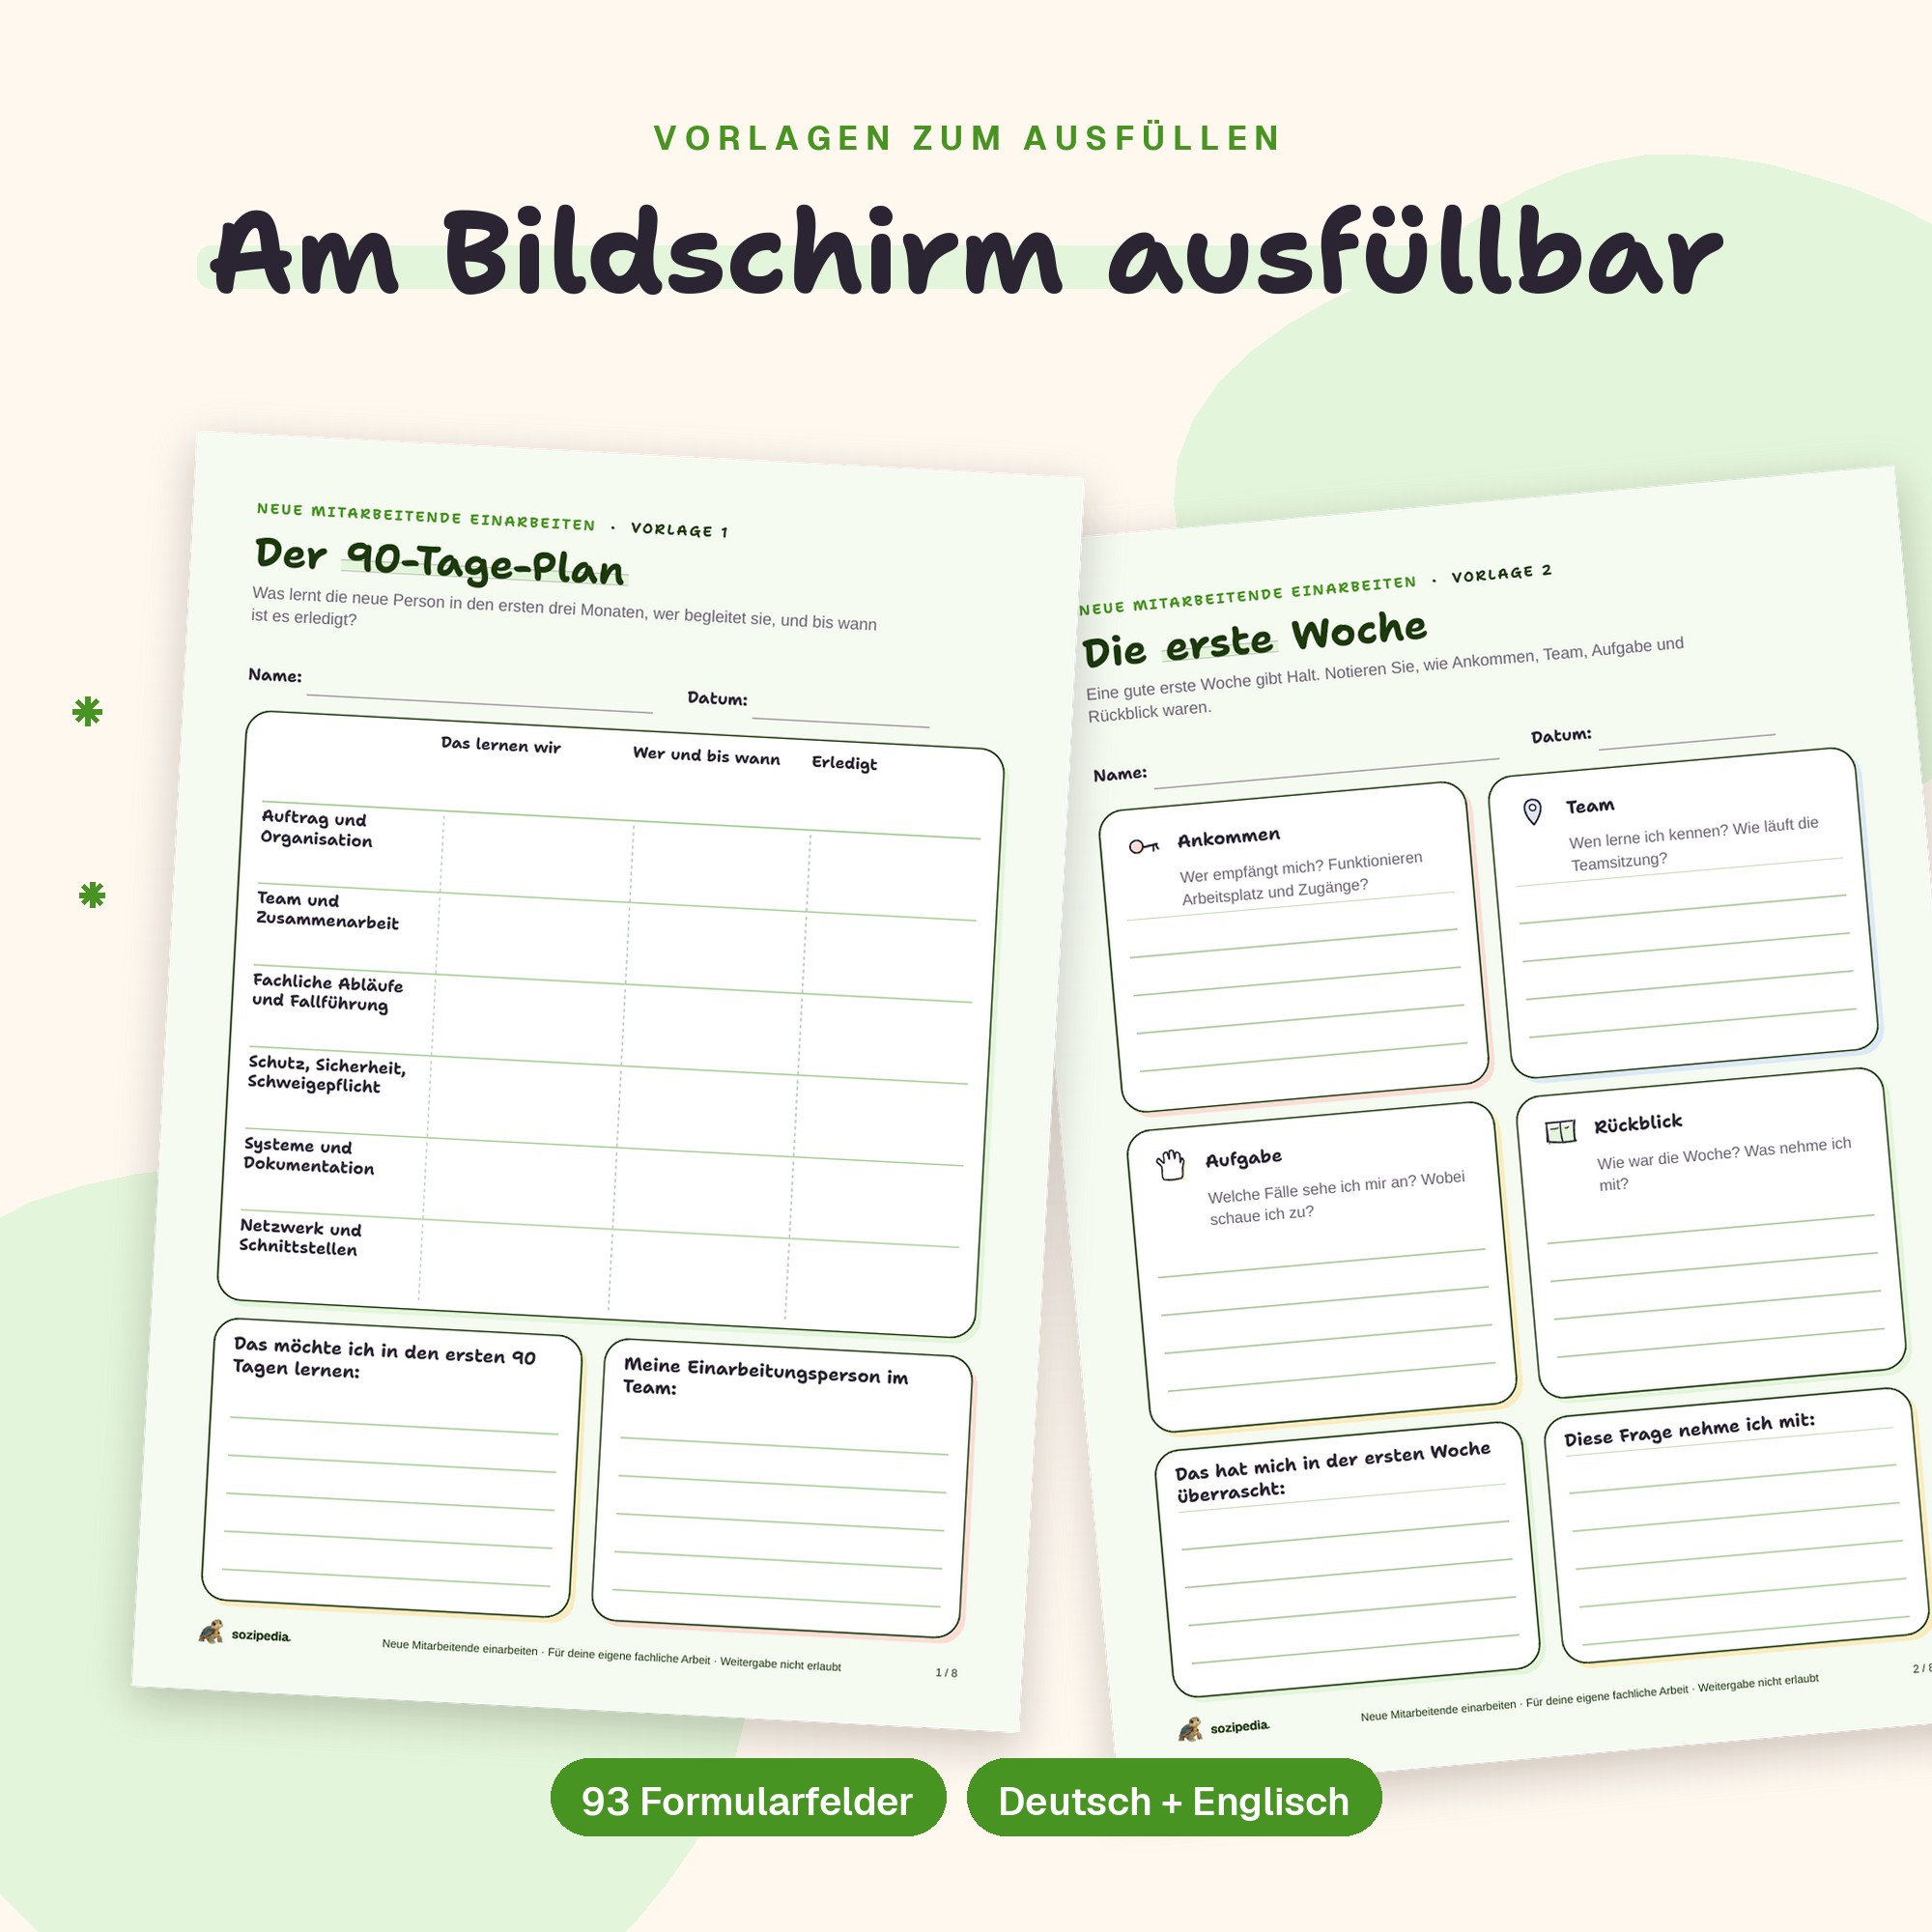 VORLAGEN ZUM AUSFÜLLEN
Am Bildschirm ausfüllbar
NEUE MITARBEITENDE EINARBEITEN · VORLAGE 1
Der 90-Tage-Plan
Was lernt die neue Person in den ersten drei Monaten, wer begleitet sie, und bis wann
ist es erledigt?
Name:
Datum:
Das lernen wir
Wer und bis wann
Erledigt
Auftrag und
Organisation
Team und
Zusammenarbeit
Fachliche Abläufe
und Fallführung
Schutz, Sicherheit,
Schweigepflicht
Systeme und
Dokumentation
Netzwerk und
Schnittstellen
Das möchte ich in den ersten 90
Tagen lernen:
Meine Einarbeitungsperson im
Team:
sozipedia.
Neue Mitarbeitende einarbeiten · Für deine eigene fachliche Arbeit · Weitergabe nicht erlaubt
1 / 8
NEUE MITARBEITENDE EINARBEITEN · VORLAGE 2
Die erste Woche
Eine gute erste Woche gibt Halt. Notieren Sie, wie Ankommen, Team, Aufgabe und
Rückblick waren.
Name:
Datum:
Ankommen
Wer empfängt mich? Funktionieren
Arbeitsplatz und Zugänge?
Team
Wen lerne ich kennen? Wie läuft die
Teamsitzung?
Aufgabe
Welche Fälle sehe ich mir an? Wobei
schaue ich zu?
Rückblick
Wie war die Woche? Was nehme ich
mit?
Das hat mich in der ersten Woche
überrascht:
Diese Frage nehme ich mit:
sozipedia.
Neue Mitarbeitende einarbeiten · Für deine eigene fachliche Arbeit · Weitergabe nicht erlaubt
2 / 8
93 Formularfelder
Deutsch + Englisch